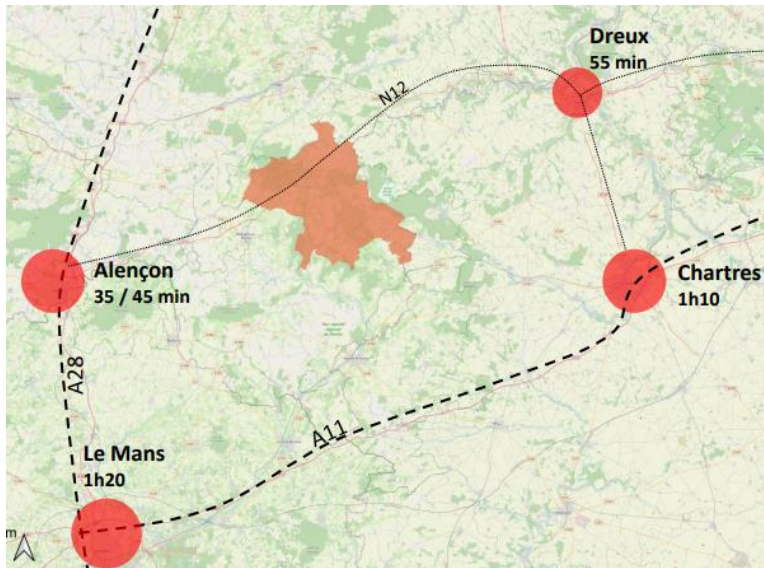 Dreux
55 min
N12
Alençon
35 / 45 min
Chartres
1h10
A28
A11
Le Mans
1h20
m